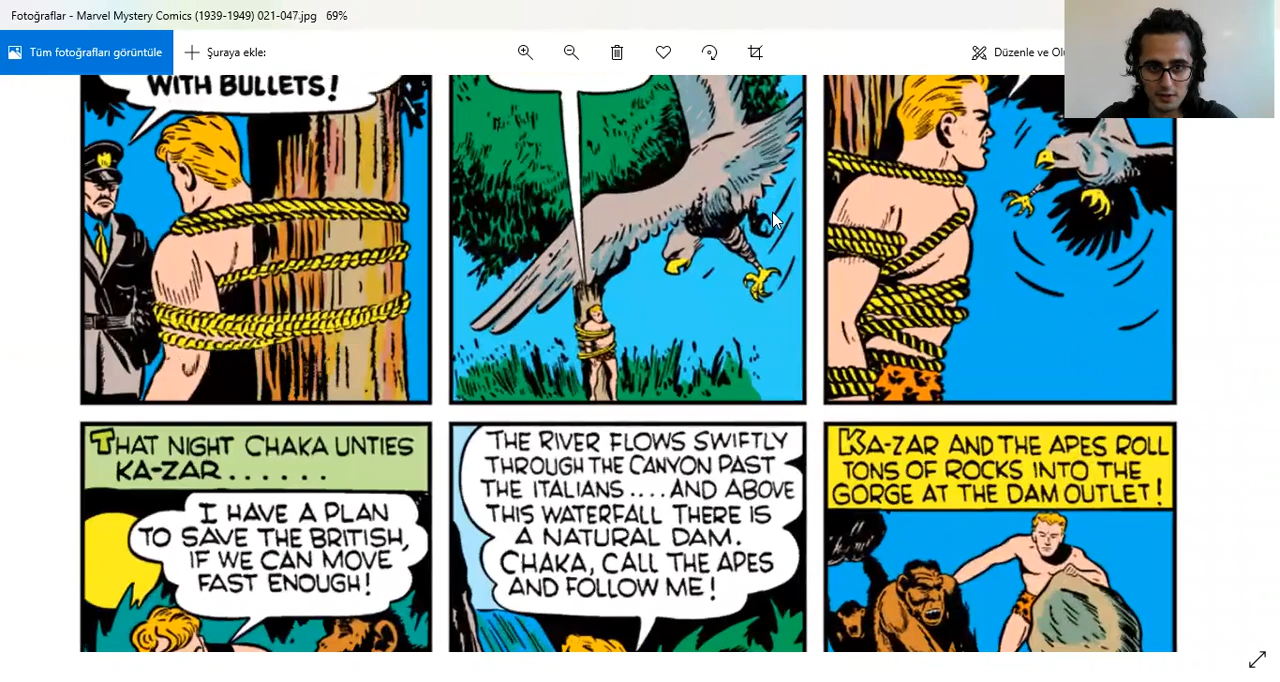 Fotoğraflar - Marvel Mystery Comics (1939-1949) 021-047.jpg   69%
Tüm fotoğrafları görüntüle
Şuraya ekle:
Düzenle ve
WITH BULLETS!
THAT NIGHT CHAKA UNTIES
KA-ZAR......
I HAVE A PLAN
TO SAVE THE BRITISH,
IF WE CAN MOVE
FAST ENOUGH!
THE RIVER FLOWS SWIFTLY
THROUGH THE CANYON PAST
THE ITALIANS....AND ABOVE
THIS WATERFALL THERE IS
A NATURAL DAM.
CHAKA, CALL THE APES
AND FOLLOW ME!
KA-ZAR AND THE APES ROLL
TONS OF ROCKS INTO THE
GORGE AT THE DAM OUTLET!